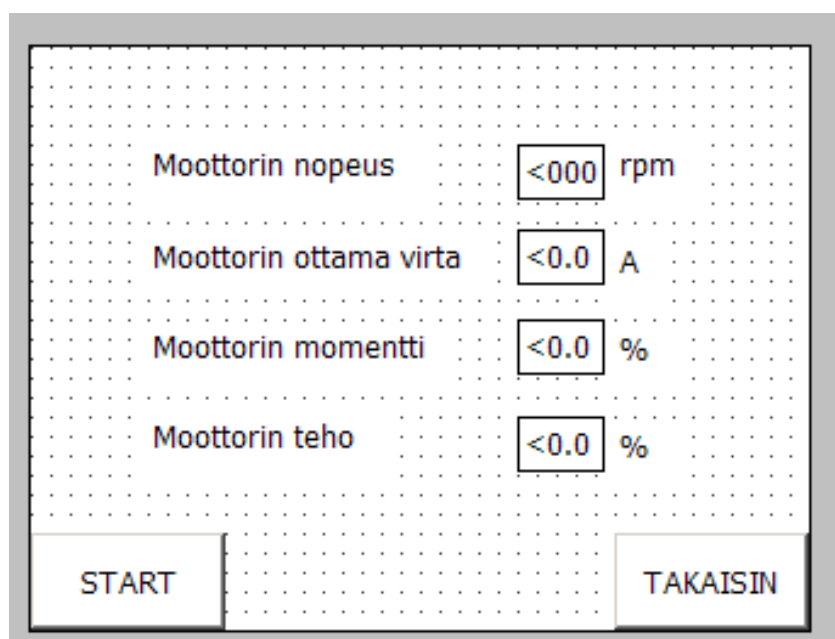 Moottorin nopeus <000 rpm
Moottorin ottama virta <0.0 A
Moottorin momentti <0.0 %
Moottorin teho <0.0 %
START TAKAISIN